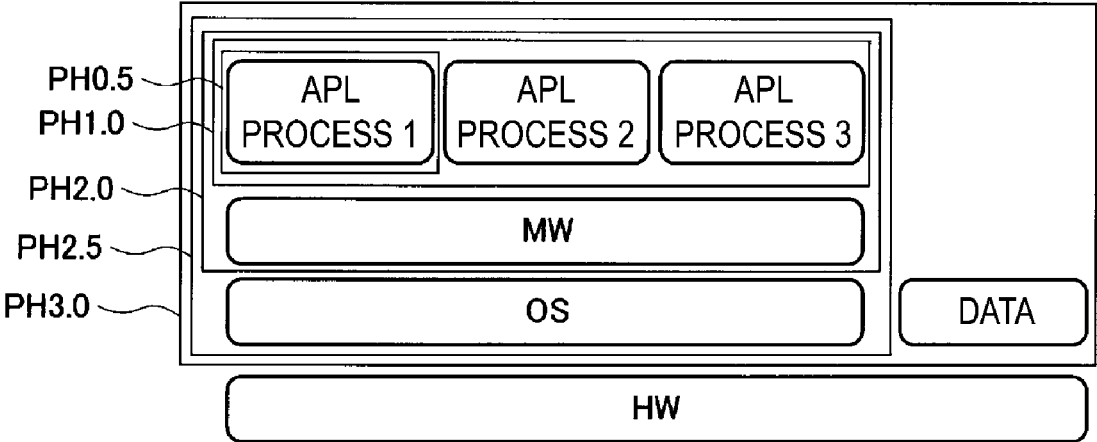 PH0.5
PH1.0
PH2.0
PH2.5
PH3.0
APL
PROCESS 1
APL
PROCESS 2
APL
PROCESS 3
MW
OS
DATA
HW